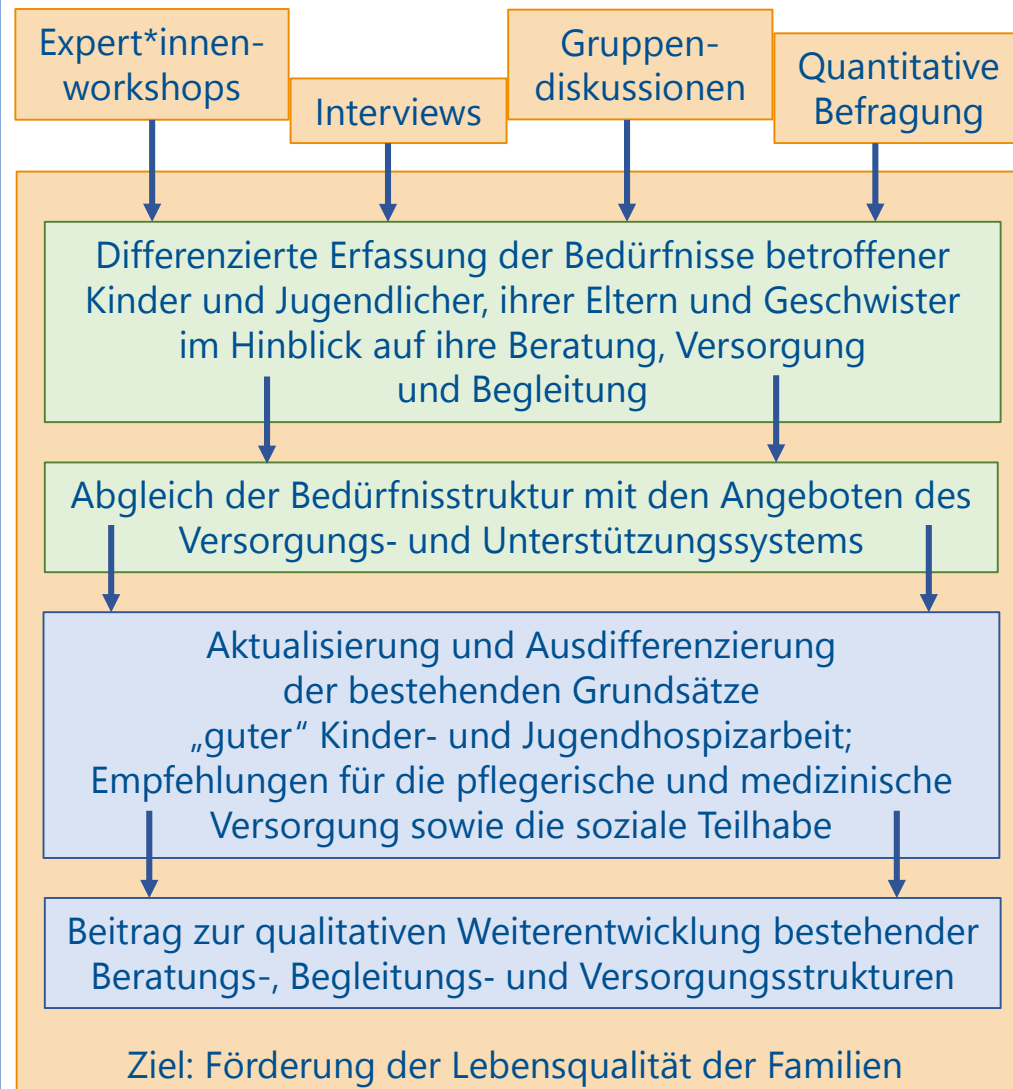 Expert*innen-
workshops
Interviews
Gruppen-
diskussionen
Quantitative
Befragung
Differenzierte Erfassung der Bedürfnisse betroffener
Kinder und Jugendlicher, ihrer Eltern und Geschwister
im Hinblick auf ihre Beratung, Versorgung
und Begleitung
Abgleich der Bedürfnisstruktur mit den Angeboten des
Versorgungs- und Unterstützungssystems
Aktualisierung und Ausdifferenzierung
der bestehenden Grundsätze
„guter“ Kinder- und Jugendhospizarbeit;
Empfehlungen für die pflegerische und medizinische
Versorgung sowie die soziale Teilhabe
Beitrag zur qualitativen Weiterentwicklung bestehender
Beratungs-, Begleitungs- und Versorgungsstrukturen
Ziel: Förderung der Lebensqualität der Familien